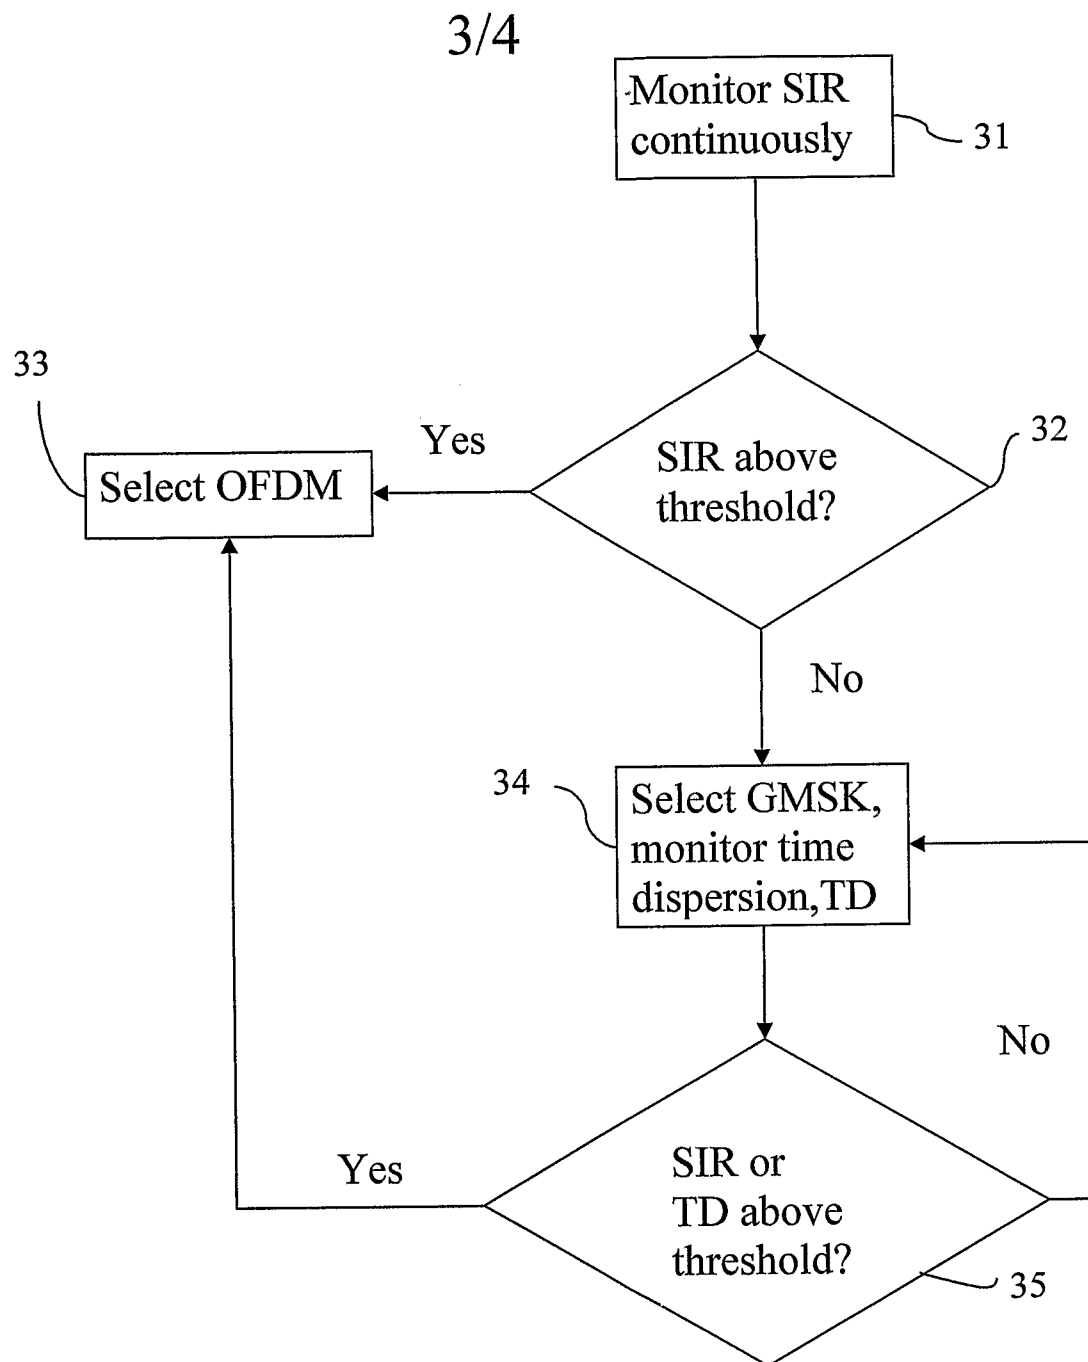 3/4
Monitor SIR
continuously
31
33
Yes
Select OFDM
SIR above
threshold?
32
No
34
Select GMSK,
monitor time
dispersion,TD
No
Yes
SIR or
TD above
threshold?
35